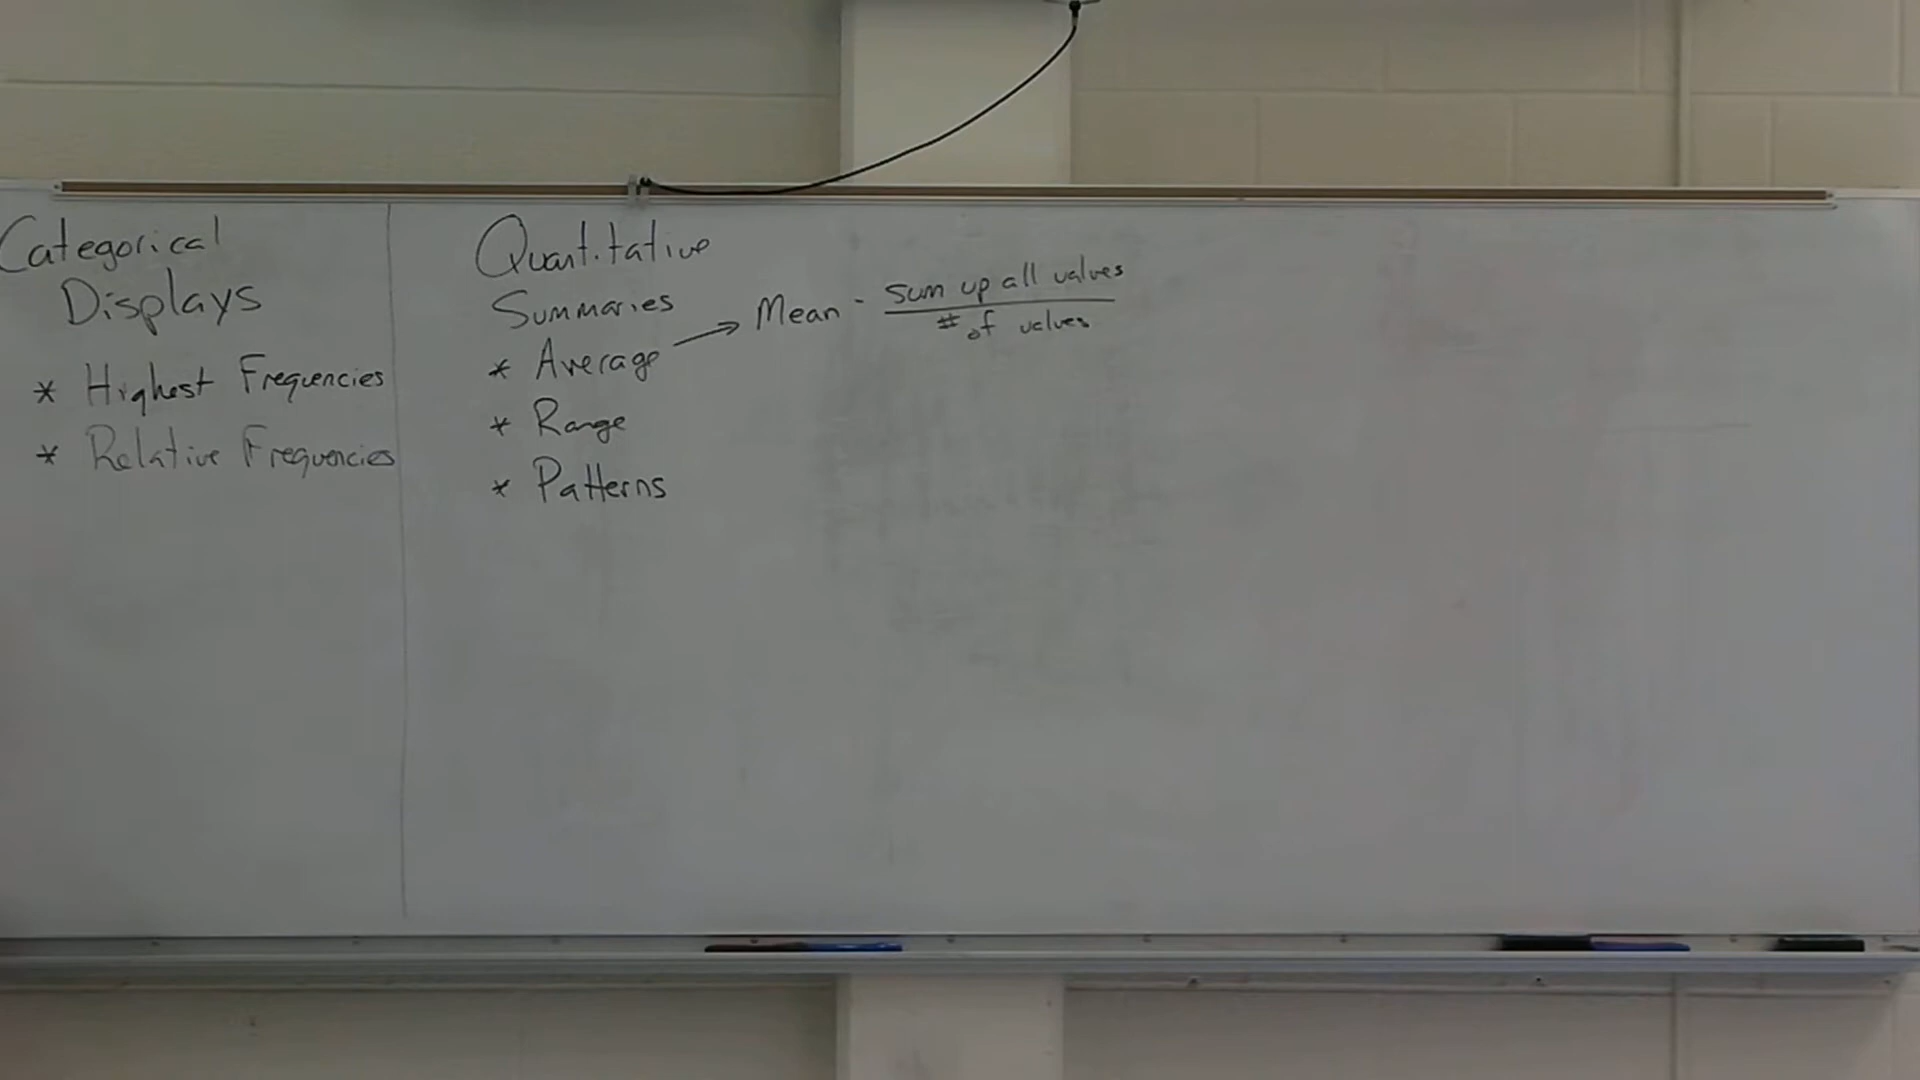 Categorical
Displays
* Highest Frequencies
* Relative Frequencies
Quantitative
Summaries
* Average → Mean - sum up all values
# of values
* Range
* Patterns